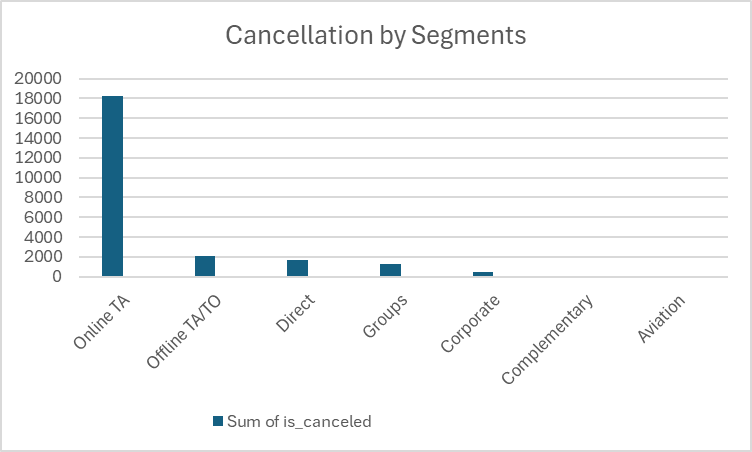 Cancellation by Segments
20000
18000
16000
14000
12000
10000
8000
6000
4000
2000
0
Online TA
Offline TA/TO
Direct
Groups
Corporate
Complementary
Aviation
Sum of is_canceled